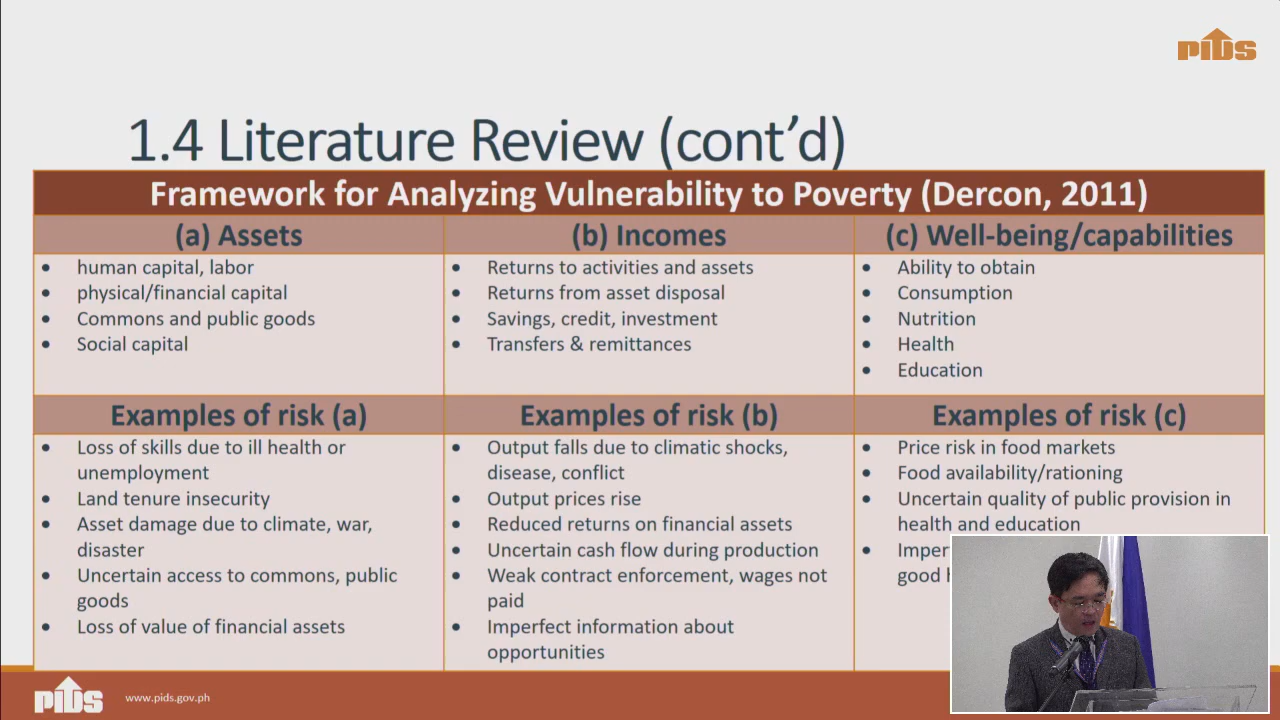 PIDS
1.4 Literature Review (cont’d)
Framework for Analyzing Vulnerability to Poverty (Dercon, 2011)
(a) Assets
(b) Incomes
(c) Well-being/capabilities
• human capital, labor
• physical/financial capital
• Commons and public goods
• Social capital
• Returns to activities and assets
• Returns from asset disposal
• Savings, credit, investment
• Transfers & remittances
• Ability to obtain
• Consumption
• Nutrition
• Health
• Education
Examples of risk (a)
Examples of risk (b)
Examples of risk (c)
• Loss of skills due to ill health or
unemployment
• Land tenure insecurity
• Asset damage due to climate, war,
disaster
• Uncertain access to commons, public
goods
• Loss of value of financial assets
• Output falls due to climatic shocks,
disease, conflict
• Output prices rise
• Reduced returns on financial assets
• Uncertain cash flow during production
• Weak contract enforcement, wages not
paid
• Imperfect information about
opportunities
• Price risk in food markets
• Food availability/rationing
• Uncertain quality of public provision in
health and education
• 
good
PIDS
www.pids.gov.ph